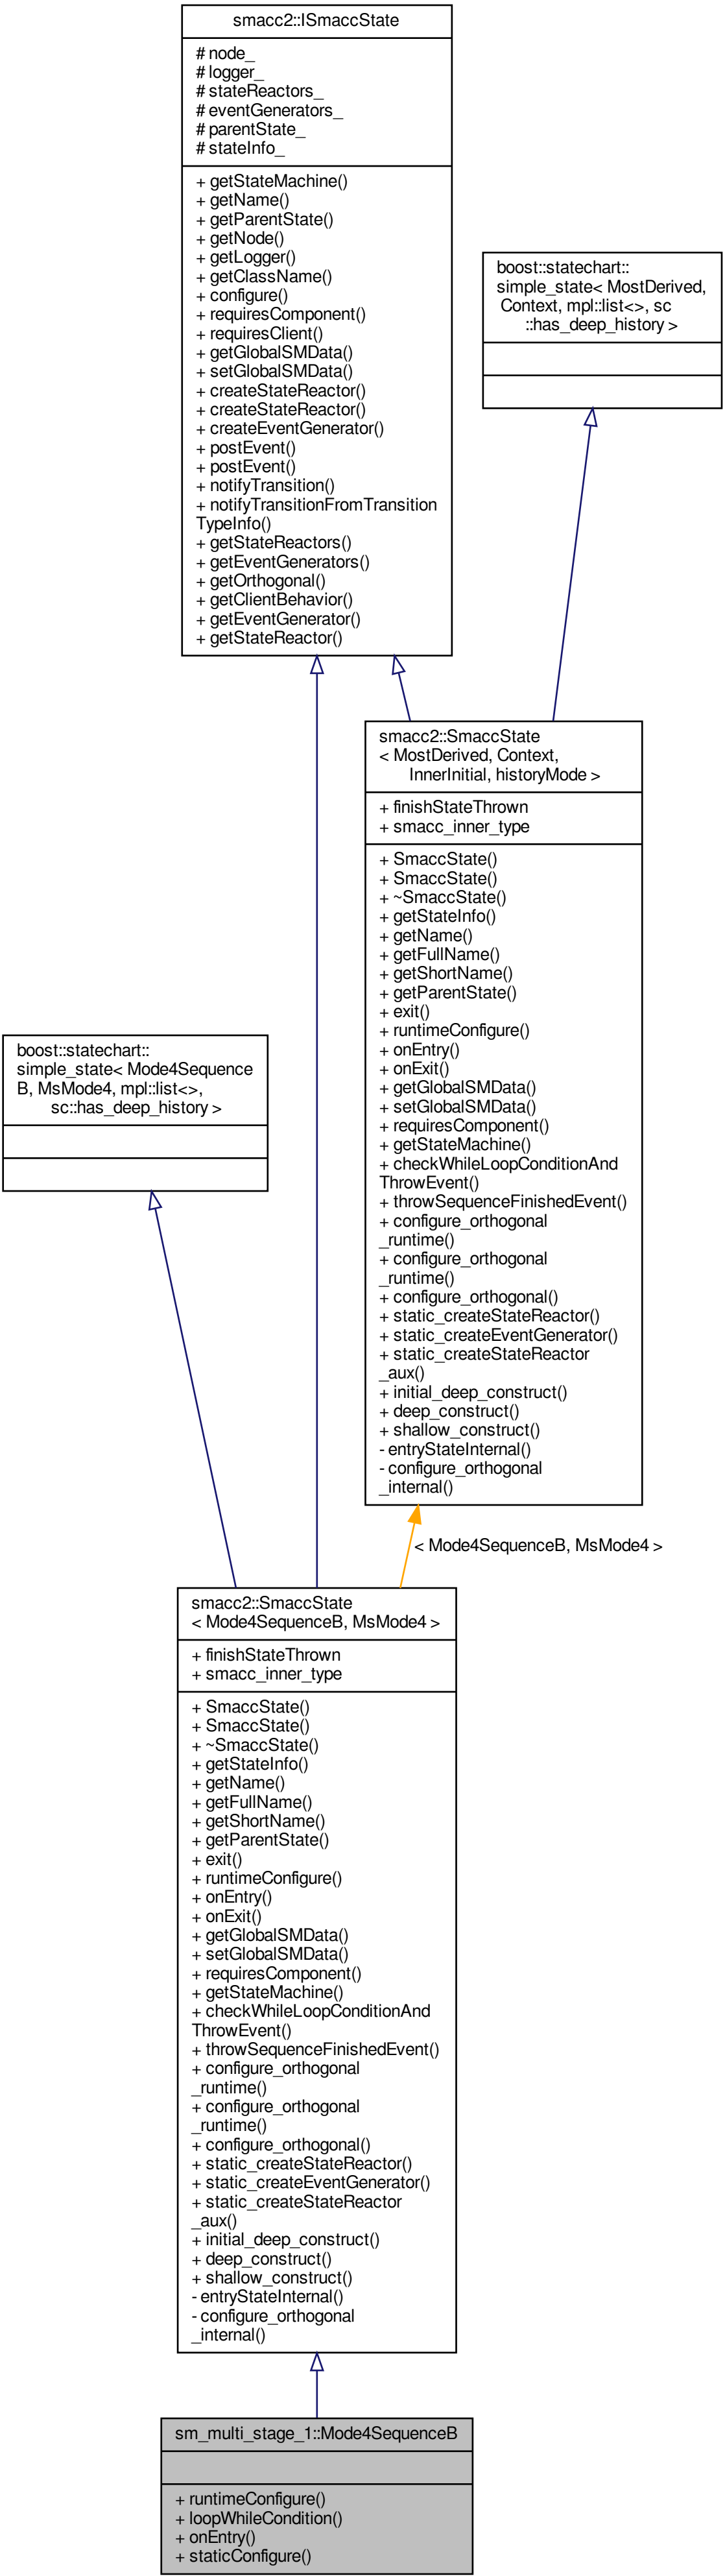 smacc2::ISmaccState
# node_
# logger_
# stateReactors_
# eventGenerators_
# parentState_
# stateInfo_
+ getStateMachine()
+ getName()
+ getParentState()
+ getNode()
+ getLogger()
+ getClassName()
+ configure()
+ requiresComponent()
+ requiresClient()
+ getGlobalSMData()
+ setGlobalSMData()
+ createStateReactor()
+ createStateReactor()
+ createEventGenerator()
+ postEvent()
+ postEvent()
+ notifyTransition()
+ notifyTransitionFromTransition
TypeInfo()
+ getStateReactors()
+ getEventGenerators()
+ getOrthogonal()
+ getClientBehavior()
+ getEventGenerator()
+ getStateReactor()
boost::statechart::
simple_state< MostDerived,
Context, mpl::list<>, sc
::has_deep_history >
smacc2::SmaccState
< MostDerived, Context,
InnerInitial, historyMode >
+ finishStateThrown
+ smacc_inner_type
+ SmaccState()
+ SmaccState()
+ ~SmaccState()
+ getStateInfo()
+ getName()
+ getFullName()
+ getShortName()
+ getParentState()
+ exit()
+ runtimeConfigure()
+ onEntry()
+ onExit()
+ getGlobalSMData()
+ setGlobalSMData()
+ requiresComponent()
+ getStateMachine()
+ checkWhileLoopConditionAnd
ThrowEvent()
+ throwSequenceFinishedEvent()
+ configure_orthogonal
_runtime()
+ configure_orthogonal
_runtime()
+ configure_orthogonal()
+ static_createStateReactor()
+ static_createEventGenerator()
+ static_createStateReactor
_aux()
+ initial_deep_construct()
+ deep_construct()
+ shallow_construct()
- entryStateInternal()
- configure_orthogonal
_internal()
boost::statechart::
simple_state< Mode4Sequence
B, MsMode4, mpl::list<>,
sc::has_deep_history >
< Mode4SequenceB, MsMode4 >
smacc2::SmaccState
< Mode4SequenceB, MsMode4 >
+ finishStateThrown
+ smacc_inner_type
+ SmaccState()
+ SmaccState()
+ ~SmaccState()
+ getStateInfo()
+ getName()
+ getFullName()
+ getShortName()
+ getParentState()
+ exit()
+ runtimeConfigure()
+ onEntry()
+ onExit()
+ getGlobalSMData()
+ setGlobalSMData()
+ requiresComponent()
+ getStateMachine()
+ checkWhileLoopConditionAnd
ThrowEvent()
+ throwSequenceFinishedEvent()
+ configure_orthogonal
_runtime()
+ configure_orthogonal
_runtime()
+ configure_orthogonal()
+ static_createStateReactor()
+ static_createEventGenerator()
+ static_createStateReactor
_aux()
+ initial_deep_construct()
+ deep_construct()
+ shallow_construct()
- entryStateInternal()
- configure_orthogonal
_internal()
sm_multi_stage_1::Mode4SequenceB
+ runtimeConfigure()
+ loopWhileCondition()
+ onEntry()
+ staticConfigure()